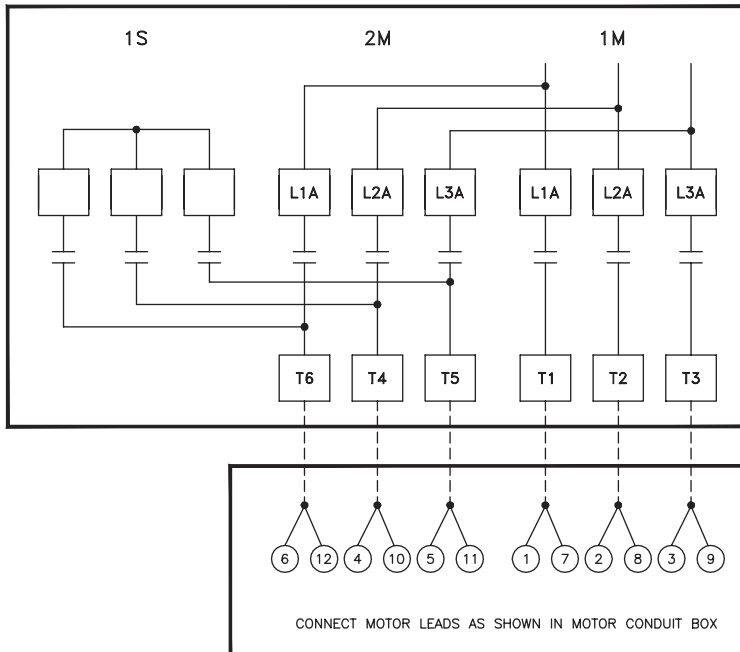 1S 2M 1M
L1A L2A L3A L1A L2A L3A
T6 T4 T5 T1 T2 T3
6 12 4 10 5 11 1 7 2 8 3 9
CONNECT MOTOR LEADS AS SHOWN IN MOTOR CONDUIT BOX